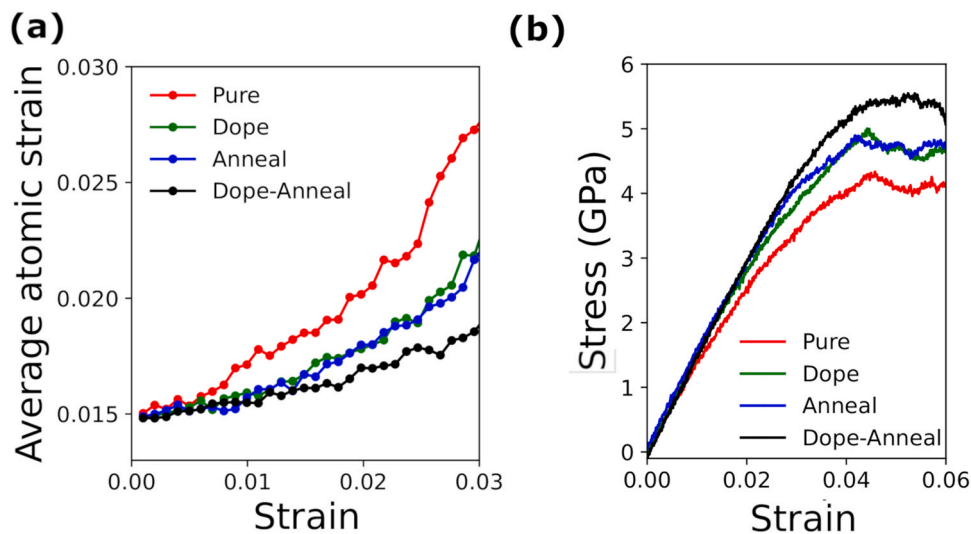 (a)
Average atomic strain
0.030
0.025
0.020
0.015
0.00
0.01
0.02
0.03
Strain
Pure
Dope
Anneal
Dope-Anneal
(b)
Stress (GPa)
6
5
4
3
2
1
0
0.00
0.02
0.04
0.06
Strain
Pure
Dope
Anneal
Dope-Anneal